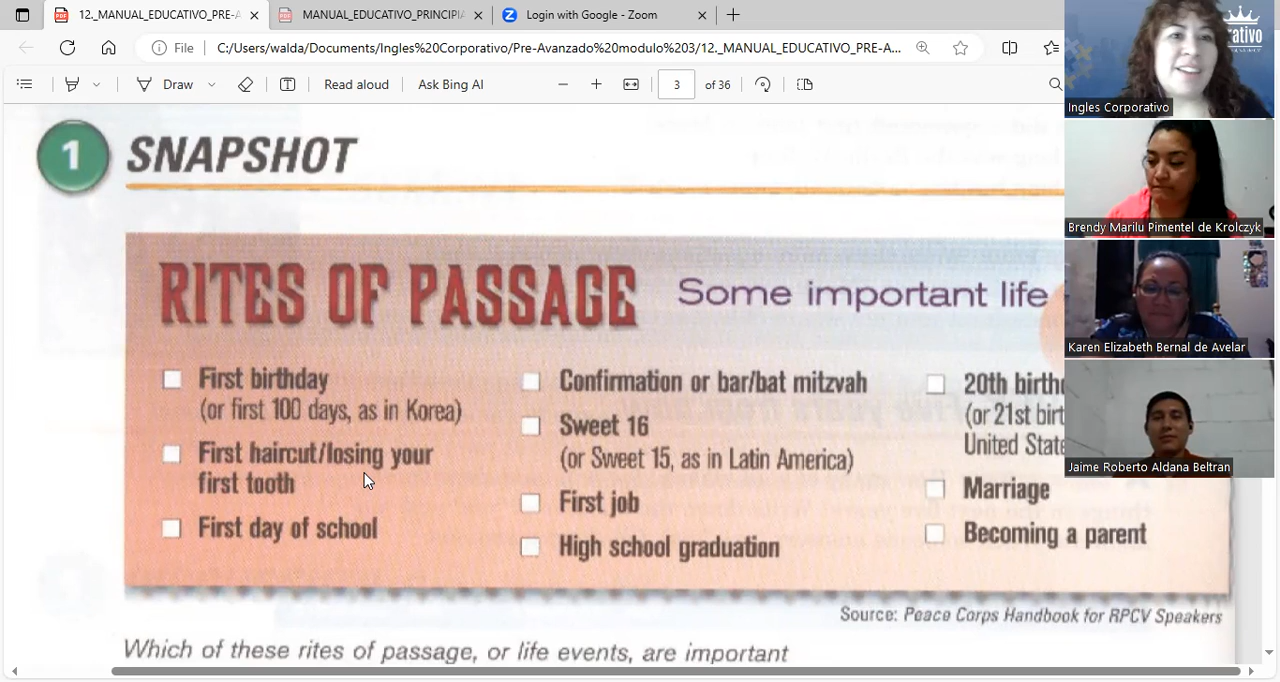 12._MANUAL_EDUCATIVO_PRE-A
MANUAL_EDUCATIVO_PRINCIPIA
Login with Google - Zoom
File
C:/Users/walda/Documents/Ingles%20Corporativo/Pre-Avanzado%20modulo%203/12._MANUAL_EDUCATIVO_PRE-A...
Draw
Read aloud
Ask Bing AI
3
of 36
Ingles Corporativo
Brendy Marilu Pimentel de Krolczyk
Karen Elizabeth Bernal de Avelar
Jaime Roberto Aldana Beltran
1 SNAPSHOT
RITES OF PASSAGE
Some important life
First birthday
(or first 100 days, as in Korea)
First haircut/losing your
first tooth
First day of school
Confirmation or bar/bat mitzvah
Sweet 16
(or Sweet 15, as in Latin America)
First job
High school graduation
20th birth
(or 21st birt
United State
Marriage
Becoming a parent
Source: Peace Corps Handbook for RPCV Speakers
Which of these rites of passage, or life events, are important